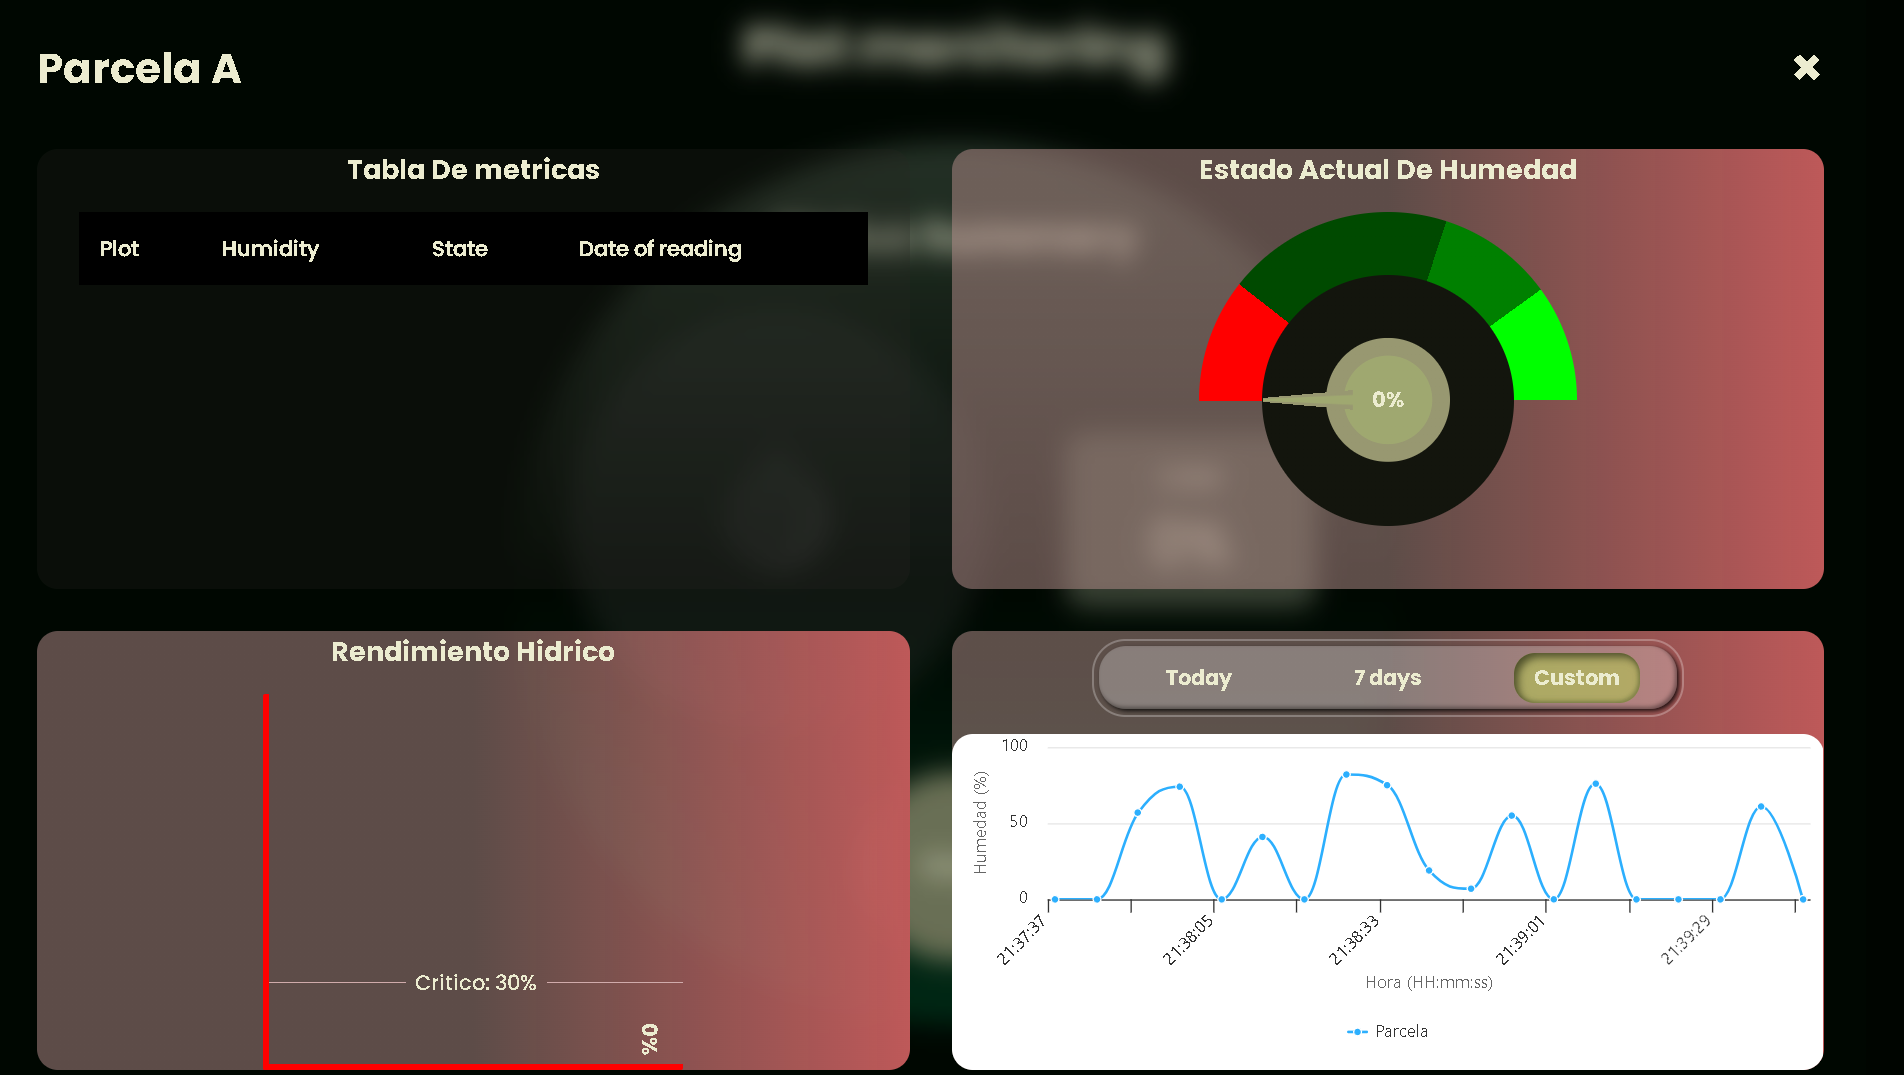 Plot monitoring
Parcela A
✖
Tabla De metricas
Plot Humidity State Date of reading
Estado Actual De Humedad
0%
Rendimiento Hidrico
Critico: 30%
0%
Today 7 days Custom
100
50
0
Humedad (%)
21:37:37 21:38:05 21:38:33 21:39:01 21:39:29
Hora (HH:mm:ss)
Parcela